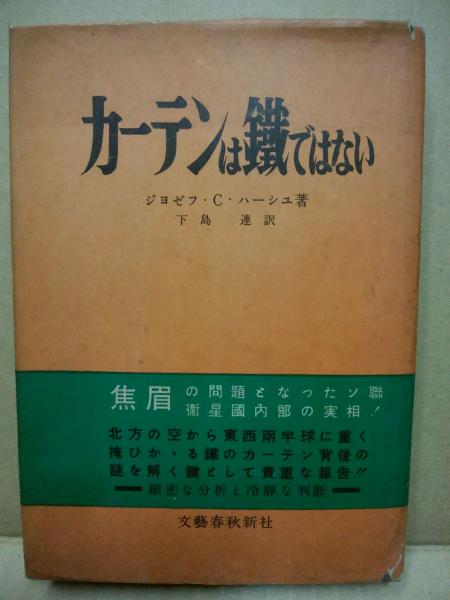 カーテンは鐵ではない
ジヨゼフ・C・ハーシユ著
下島連訳
焦眉の問題となったソ聯
衞星國內部の実相！
北方の空から東西兩半球に重く
掩ひかゝる鐵のカーテン背後の
謎を解く鍵として貴重な報告!!
━━細密な分析と冷靜な判断━━
文藝春秋新社